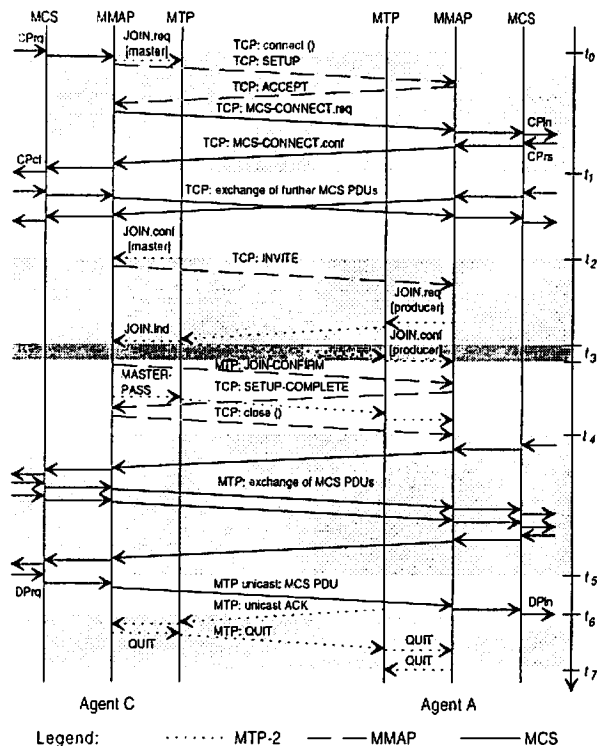 MCS MMAP MTP MTP MMAP MCS
CPrq
JOIN.req
[master]
TCP: connect ()
TCP: SETUP
t0
TCP: ACCEPT
TCP: MCS-CONNECT.req
CPin
TCP: MCS-CONNECT.conf
CPrs
CPcf
t1
TCP: exchange of further MCS PDUs
JOIN.conf
[master]
TCP: INVITE
t2
JOIN.req
[producer]
JOIN.ind
JOIN.conf
[producer]
t3
MTP: JOIN-CONFIRM
MASTER-
PASS
TCP: SETUP-COMPLETE
TCP: close ()
t4
MTP: exchange of MCS PDUs
t5
DPrq
MTP unicast: MCS PDU
MTP: unicast ACK
DPin
t6
QUIT
MTP: QUIT
QUIT
QUIT
t7
Agent C Agent A
Legend: MTP-2 MMAP MCS